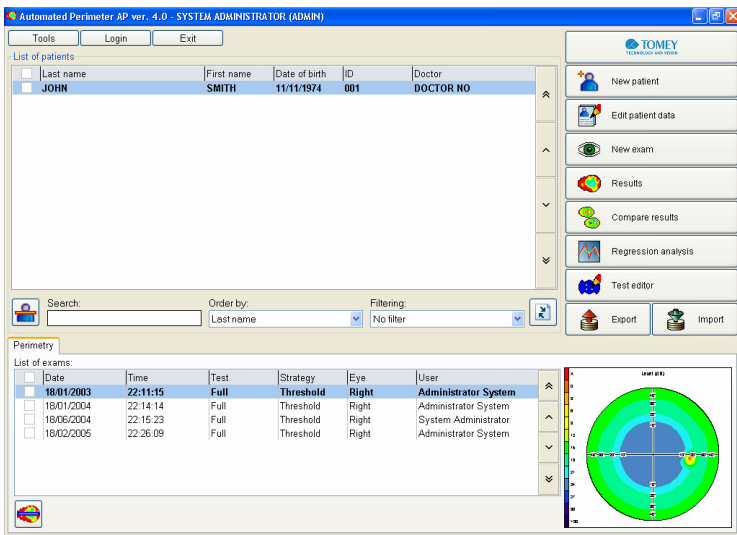 Automated Perimeter AP ver. 4.0 - SYSTEM ADMINISTRATOR (ADMIN)
Tools Login Exit
TOMEY
TECHNOLOGY AND VISION
List of patients
Last name First name Date of birth ID Doctor
JOHN SMITH 11/11/1974 001 DOCTOR NO
New patient
Edit patient data
New exam
Results
Compare results
Regression analysis
Test editor
Export Import
Search: Order by: Filtering:
Last name No filter
Perimetry
List of exams:
Date Time Test Strategy Eye User
18/01/2003 22:11:15 Full Threshold Right Administrator System
18/01/2004 22:14:14 Full Threshold Right Administrator System
18/06/2004 22:15:23 Full Threshold Right System Administrator
18/02/2005 22:26:09 Full Threshold Right Administrator System